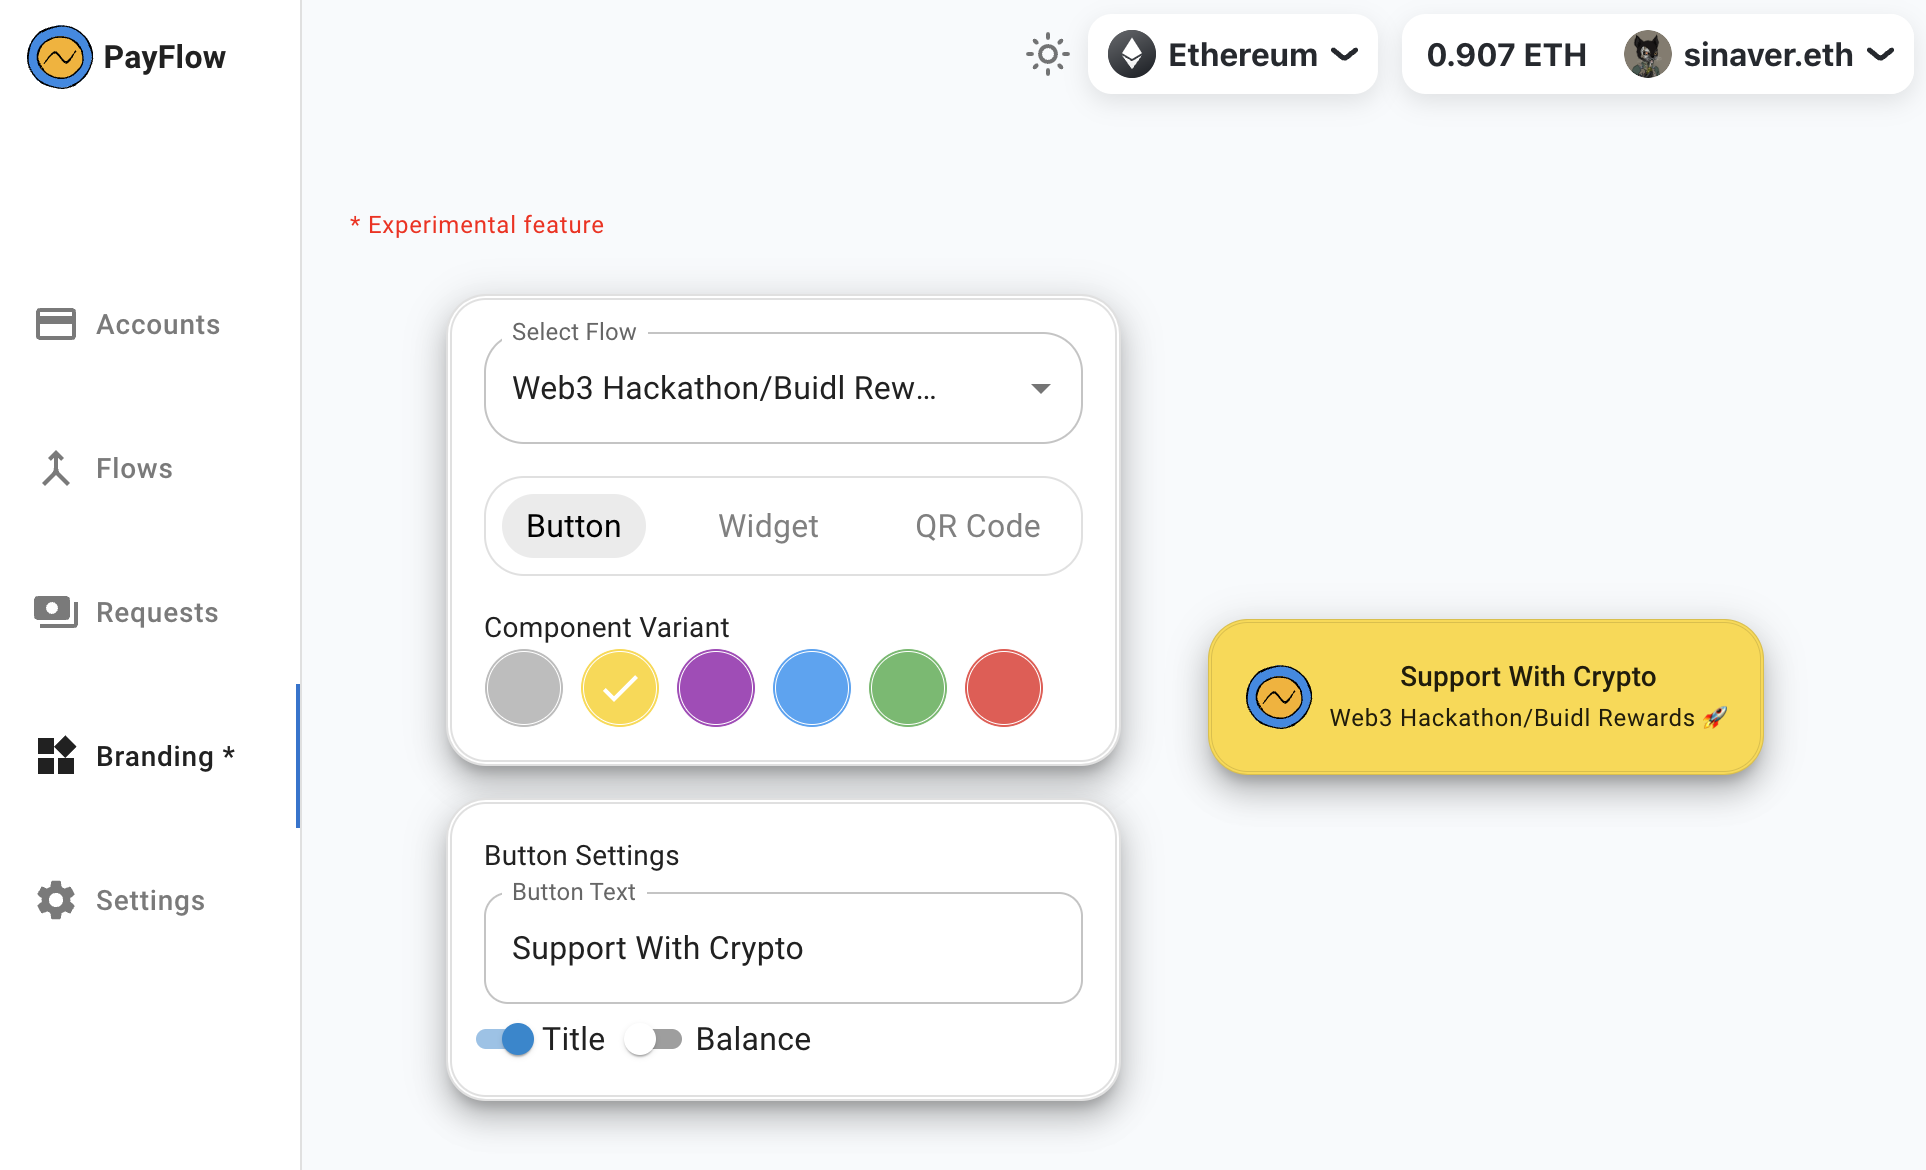 PayFlow
Ethereum
0.907 ETH
sinaver.eth
* Experimental feature
Accounts
Flows
Requests
Branding *
Settings
Select Flow
Web3 Hackathon/Buidl Rew...
Button
Widget
QR Code
Component Variant
Button Settings
Button Text
Support With Crypto
Title
Balance
Support With Crypto
Web3 Hackathon/Buidl Rewards 🚀